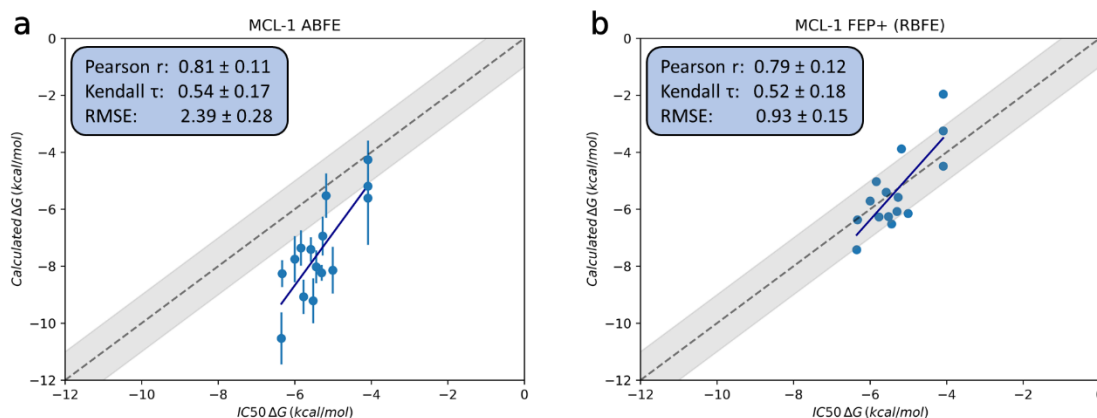 a
MCL-1 ABFE
Pearson r: 0.81 ± 0.11
Kendall τ: 0.54 ± 0.17
RMSE: 2.39 ± 0.28
0
−2
−4
−6
−8
−10
−12
Calculated ΔG (kcal/mol)
−12 −10 −8 −6 −4 −2 0
IC50 ΔG (kcal/mol)
b
MCL-1 FEP+ (RBFE)
Pearson r: 0.79 ± 0.12
Kendall τ: 0.52 ± 0.18
RMSE: 0.93 ± 0.15
0
−2
−4
−6
−8
−10
−12
Calculated ΔG (kcal/mol)
−12 −10 −8 −6 −4 −2 0
IC50 ΔG (kcal/mol)